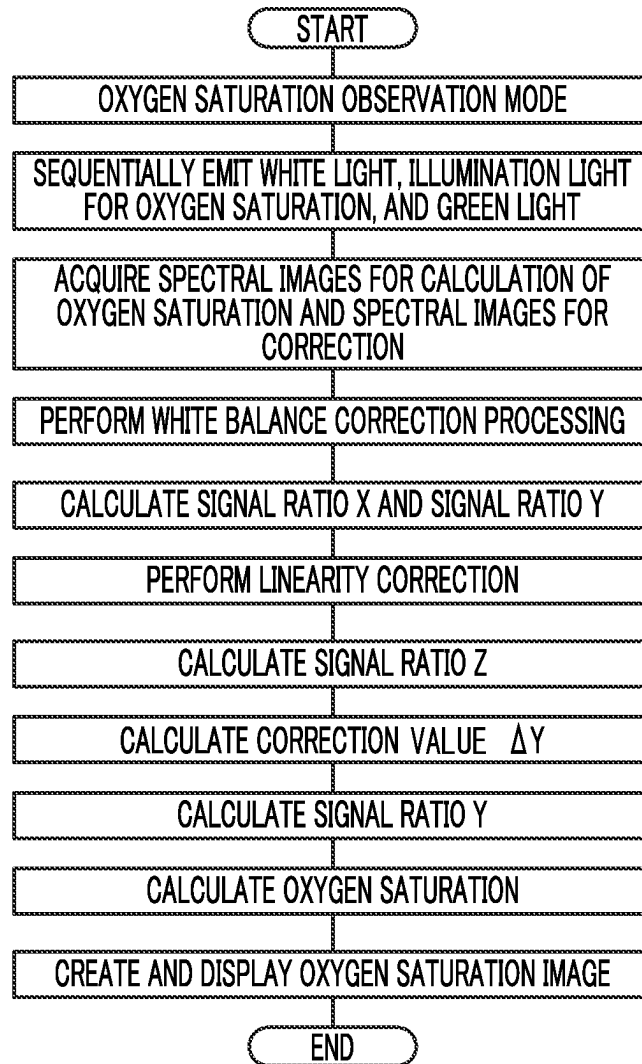 START
OXYGEN SATURATION OBSERVATION MODE
SEQUENTIALLY EMIT WHITE LIGHT, ILLUMINATION LIGHT
FOR OXYGEN SATURATION, AND GREEN LIGHT
ACQUIRE SPECTRAL IMAGES FOR CALCULATION OF
OXYGEN SATURATION AND SPECTRAL IMAGES FOR
CORRECTION
PERFORM WHITE BALANCE CORRECTION PROCESSING
CALCULATE SIGNAL RATIO X AND SIGNAL RATIO Y
PERFORM LINEARITY CORRECTION
CALCULATE SIGNAL RATIO Z
CALCULATE CORRECTION VALUE ΔY
CALCULATE SIGNAL RATIO Y
CALCULATE OXYGEN SATURATION
CREATE AND DISPLAY OXYGEN SATURATION IMAGE
END